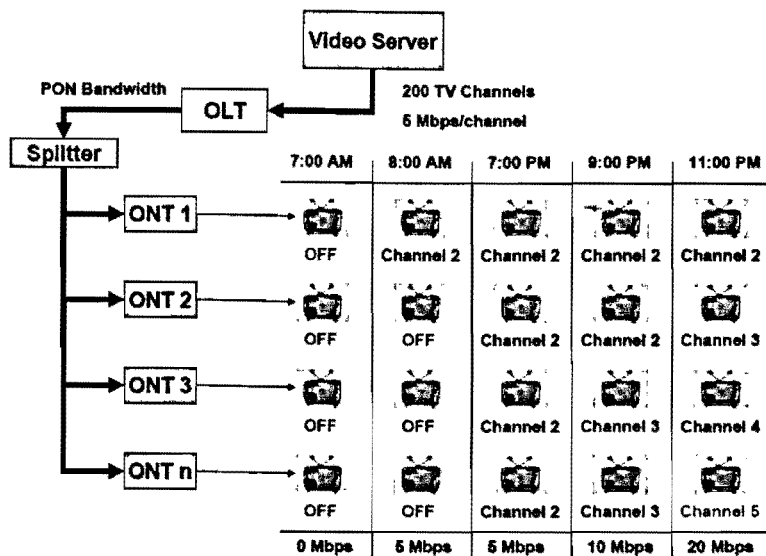 Video Server
PON Bandwidth
OLT
200 TV Channels
5 Mbps/channel
Splitter
7:00 AM 8:00 AM 7:00 PM 9:00 PM 11:00 PM
ONT 1
OFF Channel 2 Channel 2 Channel 2 Channel 2
ONT 2
OFF OFF Channel 2 Channel 2 Channel 3
ONT 3
OFF OFF Channel 2 Channel 3 Channel 4
ONT n
OFF OFF Channel 2 Channel 3 Channel 5
0 Mbps 5 Mbps 5 Mbps 10 Mbps 20 Mbps